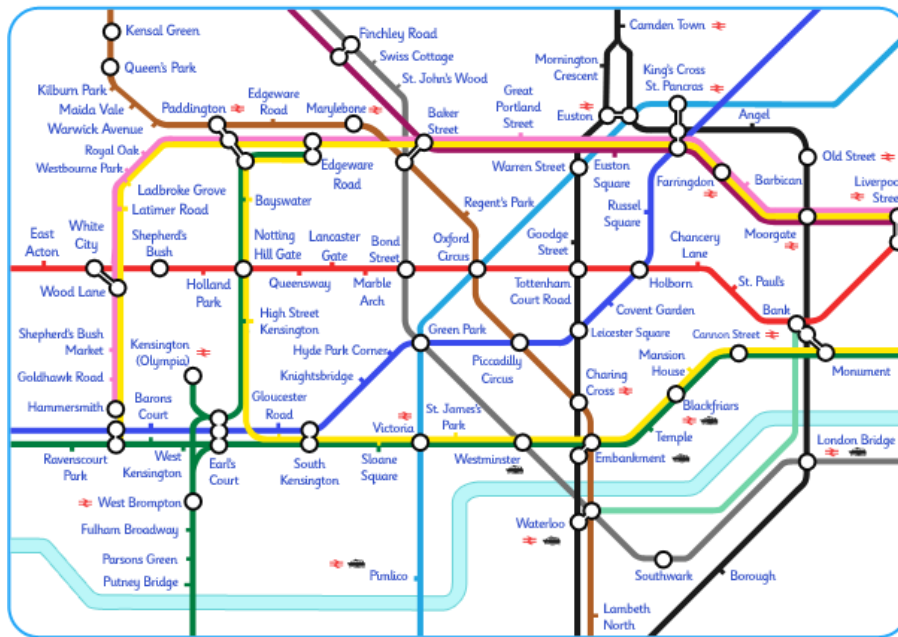 Camden Town
Kensal Green
Finchley Road
Swiss Cottage
Mornington
Crescent
King's Cross
St. Pancras
Queen's Park
St. John's Wood
Kilburn Park
Maida Vale
Warwick Avenue
Paddington
Edgeware
Road
Marylebone
Baker
Street
Great
Portland
Street
Euston
Angel
Royal Oak
Westbourne Park
Edgeware
Road
Warren Street
Euston
Square
Farringdon
Barbican
Old Street
Liverpoo
Stree
Ladbroke Grove
Latimer Road
Bayswater
Regent's Park
Russel
Square
Moorgate
East
Acton
White
City
Shepherd's
Bush
Notting
Hill Gate
Lancaster
Gate
Bond
Street
Oxford
Circus
Goodge
Street
Chancery
Lane
Wood Lane
Holland
Park
Queensway
Marble
Arch
Tottenham
Court Road
Holborn
St. Paul's
High Street
Kensington
Covent Garden
Bank
Shepherd's Bush
Market
Kensington
(Olympia)
Hyde Park Corner
Green Park
Piccadilly
Circus
Leicester Square
Cannon Street
Mansion
House
Monument
Goldhawk Road
Knightsbridge
Charing
Cross
Hammersmith
Barons
Court
Gloucester
Road
Victoria
St. James's
Park
Blackfriars
Temple
Ravenscourt
Park
West
Kensington
Earl's
Court
South
Kensington
Sloane
Square
Westminster
Embankment
London Bridge
West Brompton
Fulham Broadway
Waterloo
Parsons Green
Putney Bridge
Pimlico
Southwark
Borough
Lambeth
North